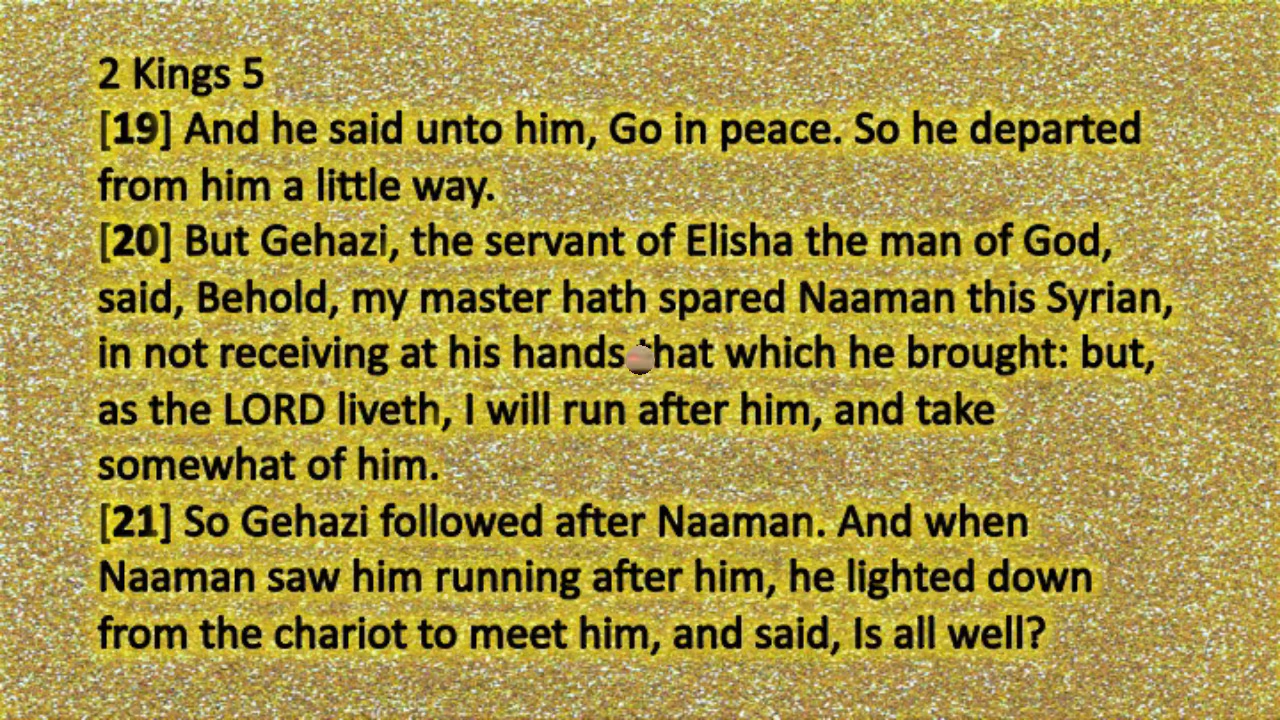 2 Kings 5
[19] And he said unto him, Go in peace. So he departed
from him a little way.
[20] But Gehazi, the servant of Elisha the man of God,
said, Behold, my master hath spared Naaman this Syrian,
in not receiving at his hands that which he brought: but,
as the LORD liveth, I will run after him, and take
somewhat of him.
[21] So Gehazi followed after Naaman. And when
Naaman saw him running after him, he lighted down
from the chariot to meet him, and said, Is all well?